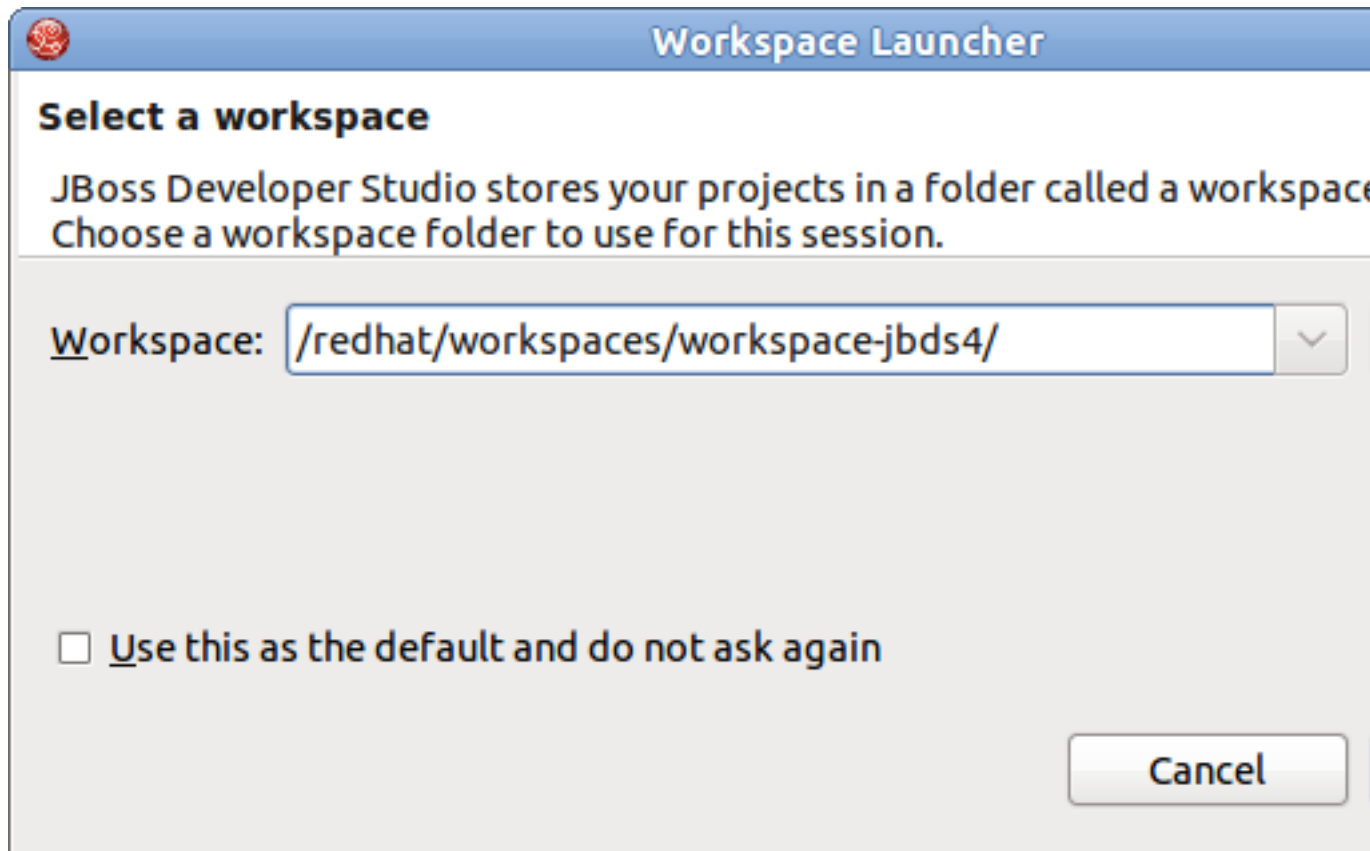 Workspace Launcher
Select a workspace
JBoss Developer Studio stores your projects in a folder called a workspace
Choose a workspace folder to use for this session.
Workspace: /redhat/workspaces/workspace-jbds4/
Use this as the default and do not ask again
Cancel